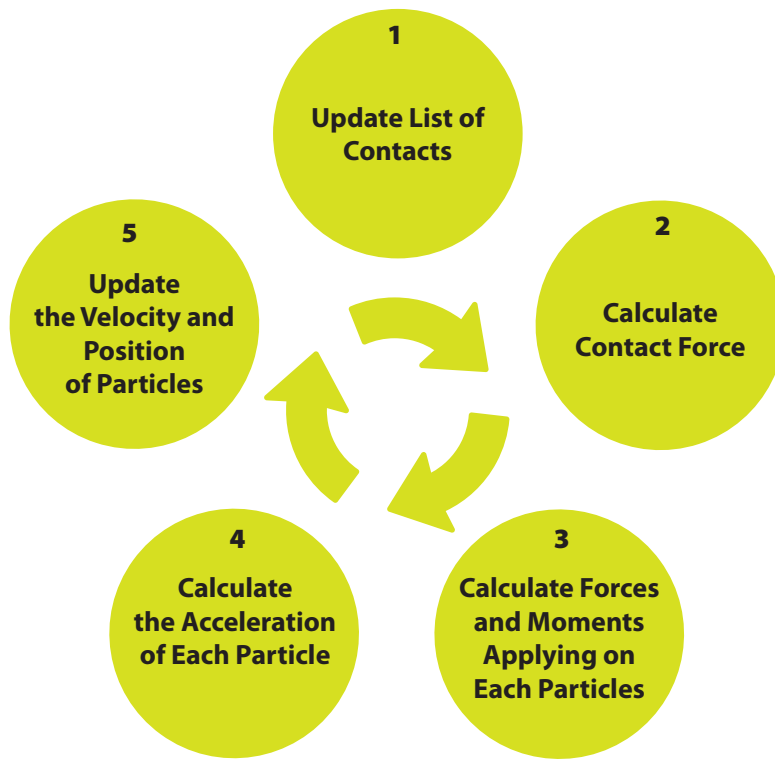 1
Update List of
Contacts
2
Calculate
Contact Force
3
Calculate Forces
and Moments
Applying on
Each Particles
4
Calculate
the Acceleration
of Each Particle
5
Update
the Velocity and
Position
of Particles